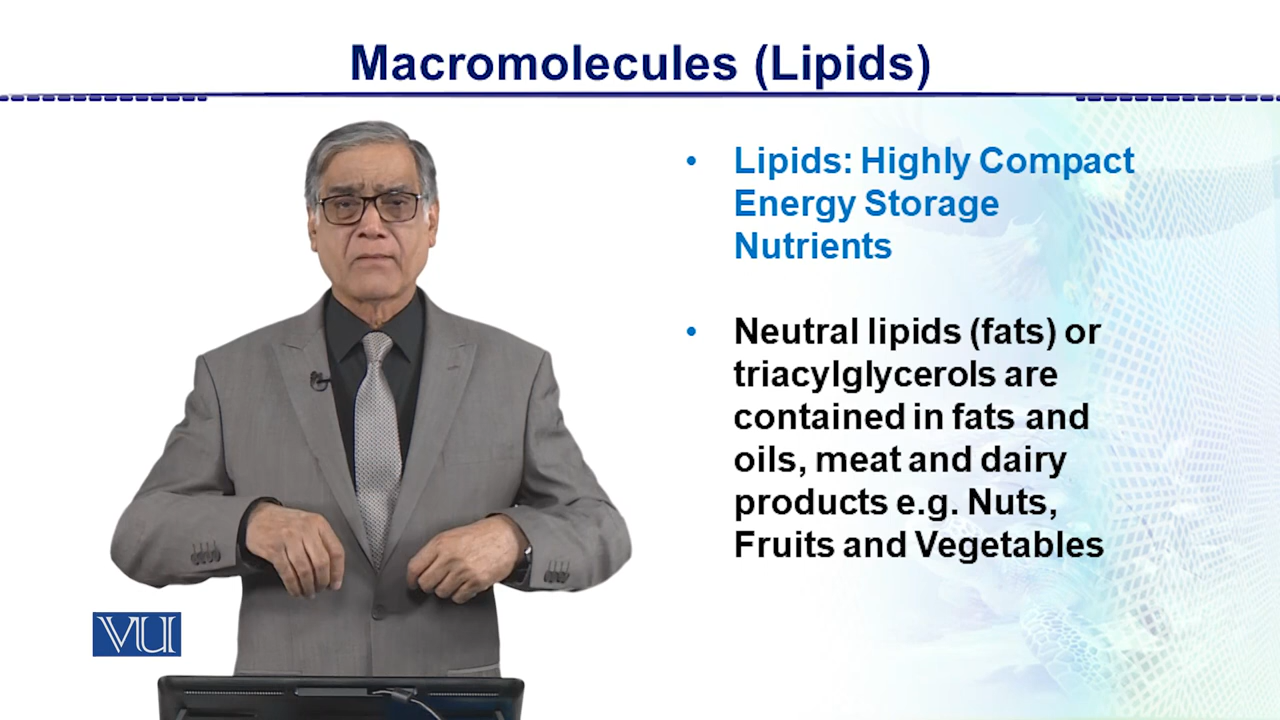 Macromolecules (Lipids)
• Lipids: Highly Compact
Energy Storage
Nutrients
• Neutral lipids (fats) or
triacylglycerols are
contained in fats and
oils, meat and dairy
products e.g. Nuts,
Fruits and Vegetables
VU